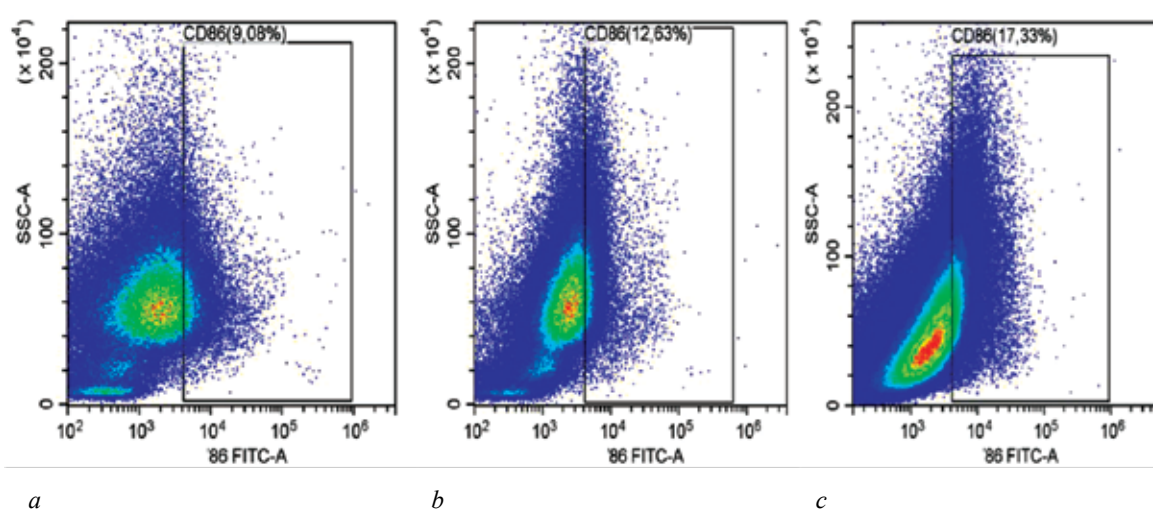 CD86(9,08%)
(x 10⁴)
200
100
0
SSC-A
10² 10³ 10⁴ 10⁵ 10⁶
'86 FITC-A
a
CD86(12,63%)
(x 10⁴)
200
100
0
SSC-A
10² 10³ 10⁴ 10⁵ 10⁶
'86 FITC-A
b
CD86(17,33%)
(x 10⁴)
200
100
0
SSC-A
10³ 10⁴ 10⁵ 10⁶
'86 FITC-A
c